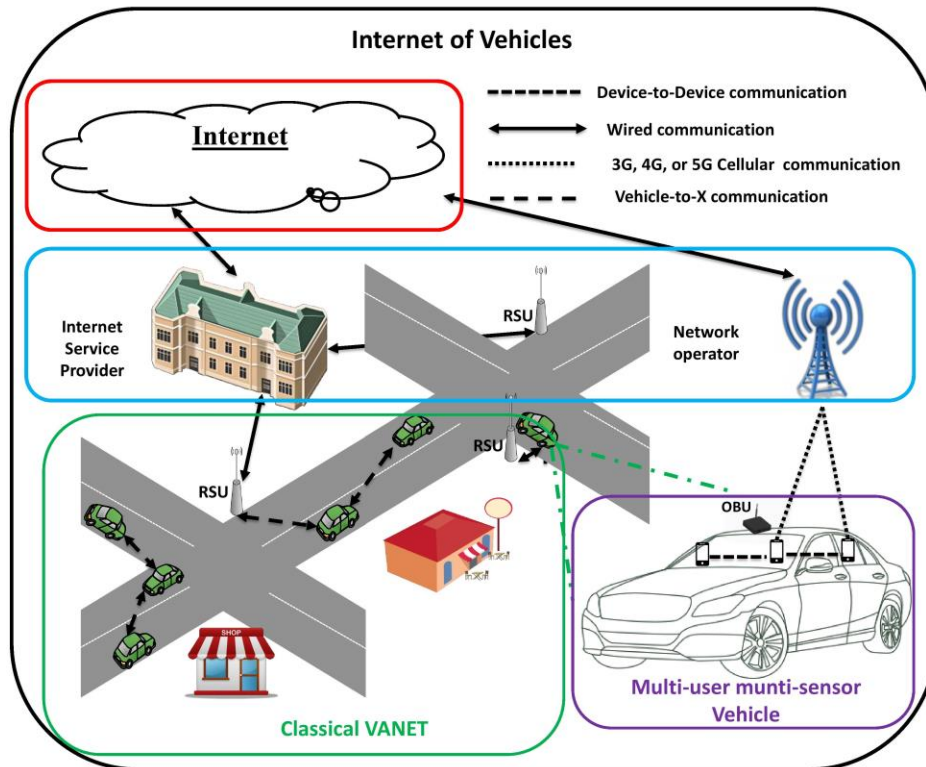 Internet of Vehicles
Internet
Device-to-Device communication
Wired communication
3G, 4G, or 5G Cellular communication
Vehicle-to-X communication
RSU
Internet
Service
Provider
Network
operator
RSU
RSU
OBU
SHOP
Multi-user munti-sensor
Vehicle
Classical VANET